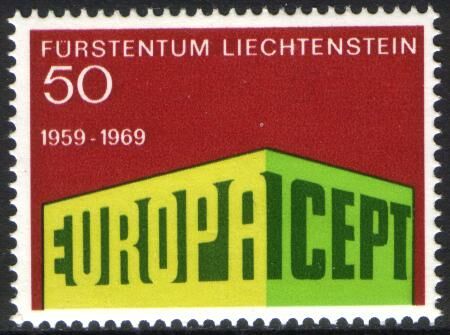 FÜRSTENTUM LIECHTENSTEIN
50
1959-1969
EUROPA CEPT